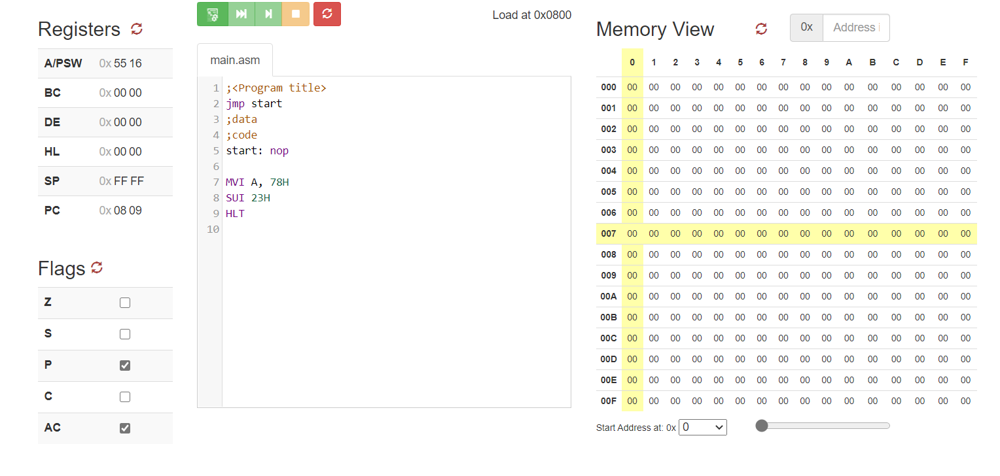 Registers
A/PSW 0x 55 16
BC 0x 00 00
DE 0x 00 00
HL 0x 00 00
SP 0x FF FF
PC 0x 08 09
Flags
Z
S
P
C
AC
Load at 0x0800
main.asm
1 ;<Program title>
2 jmp start
3 ;data
4 ;code
5 start: nop
6
7 MVI A, 78H
8 SUI 23H
9 HLT
10
Memory View
0x Address i
0 1 2 3 4 5 6 7 8 9 A B C D E F
000 00 00 00 00 00 00 00 00 00 00 00 00 00 00 00 00
001 00 00 00 00 00 00 00 00 00 00 00 00 00 00 00 00
002 00 00 00 00 00 00 00 00 00 00 00 00 00 00 00 00
003 00 00 00 00 00 00 00 00 00 00 00 00 00 00 00 00
004 00 00 00 00 00 00 00 00 00 00 00 00 00 00 00 00
005 00 00 00 00 00 00 00 00 00 00 00 00 00 00 00 00
006 00 00 00 00 00 00 00 00 00 00 00 00 00 00 00 00
007 00 00 00 00 00 00 00 00 00 00 00 00 00 00 00 00
008 00 00 00 00 00 00 00 00 00 00 00 00 00 00 00 00
009 00 00 00 00 00 00 00 00 00 00 00 00 00 00 00 00
00A 00 00 00 00 00 00 00 00 00 00 00 00 00 00 00 00
00B 00 00 00 00 00 00 00 00 00 00 00 00 00 00 00 00
00C 00 00 00 00 00 00 00 00 00 00 00 00 00 00 00 00
00D 00 00 00 00 00 00 00 00 00 00 00 00 00 00 00 00
00E 00 00 00 00 00 00 00 00 00 00 00 00 00 00 00 00
00F 00 00 00 00 00 00 00 00 00 00 00 00 00 00 00 00
Start Address at: 0x 0